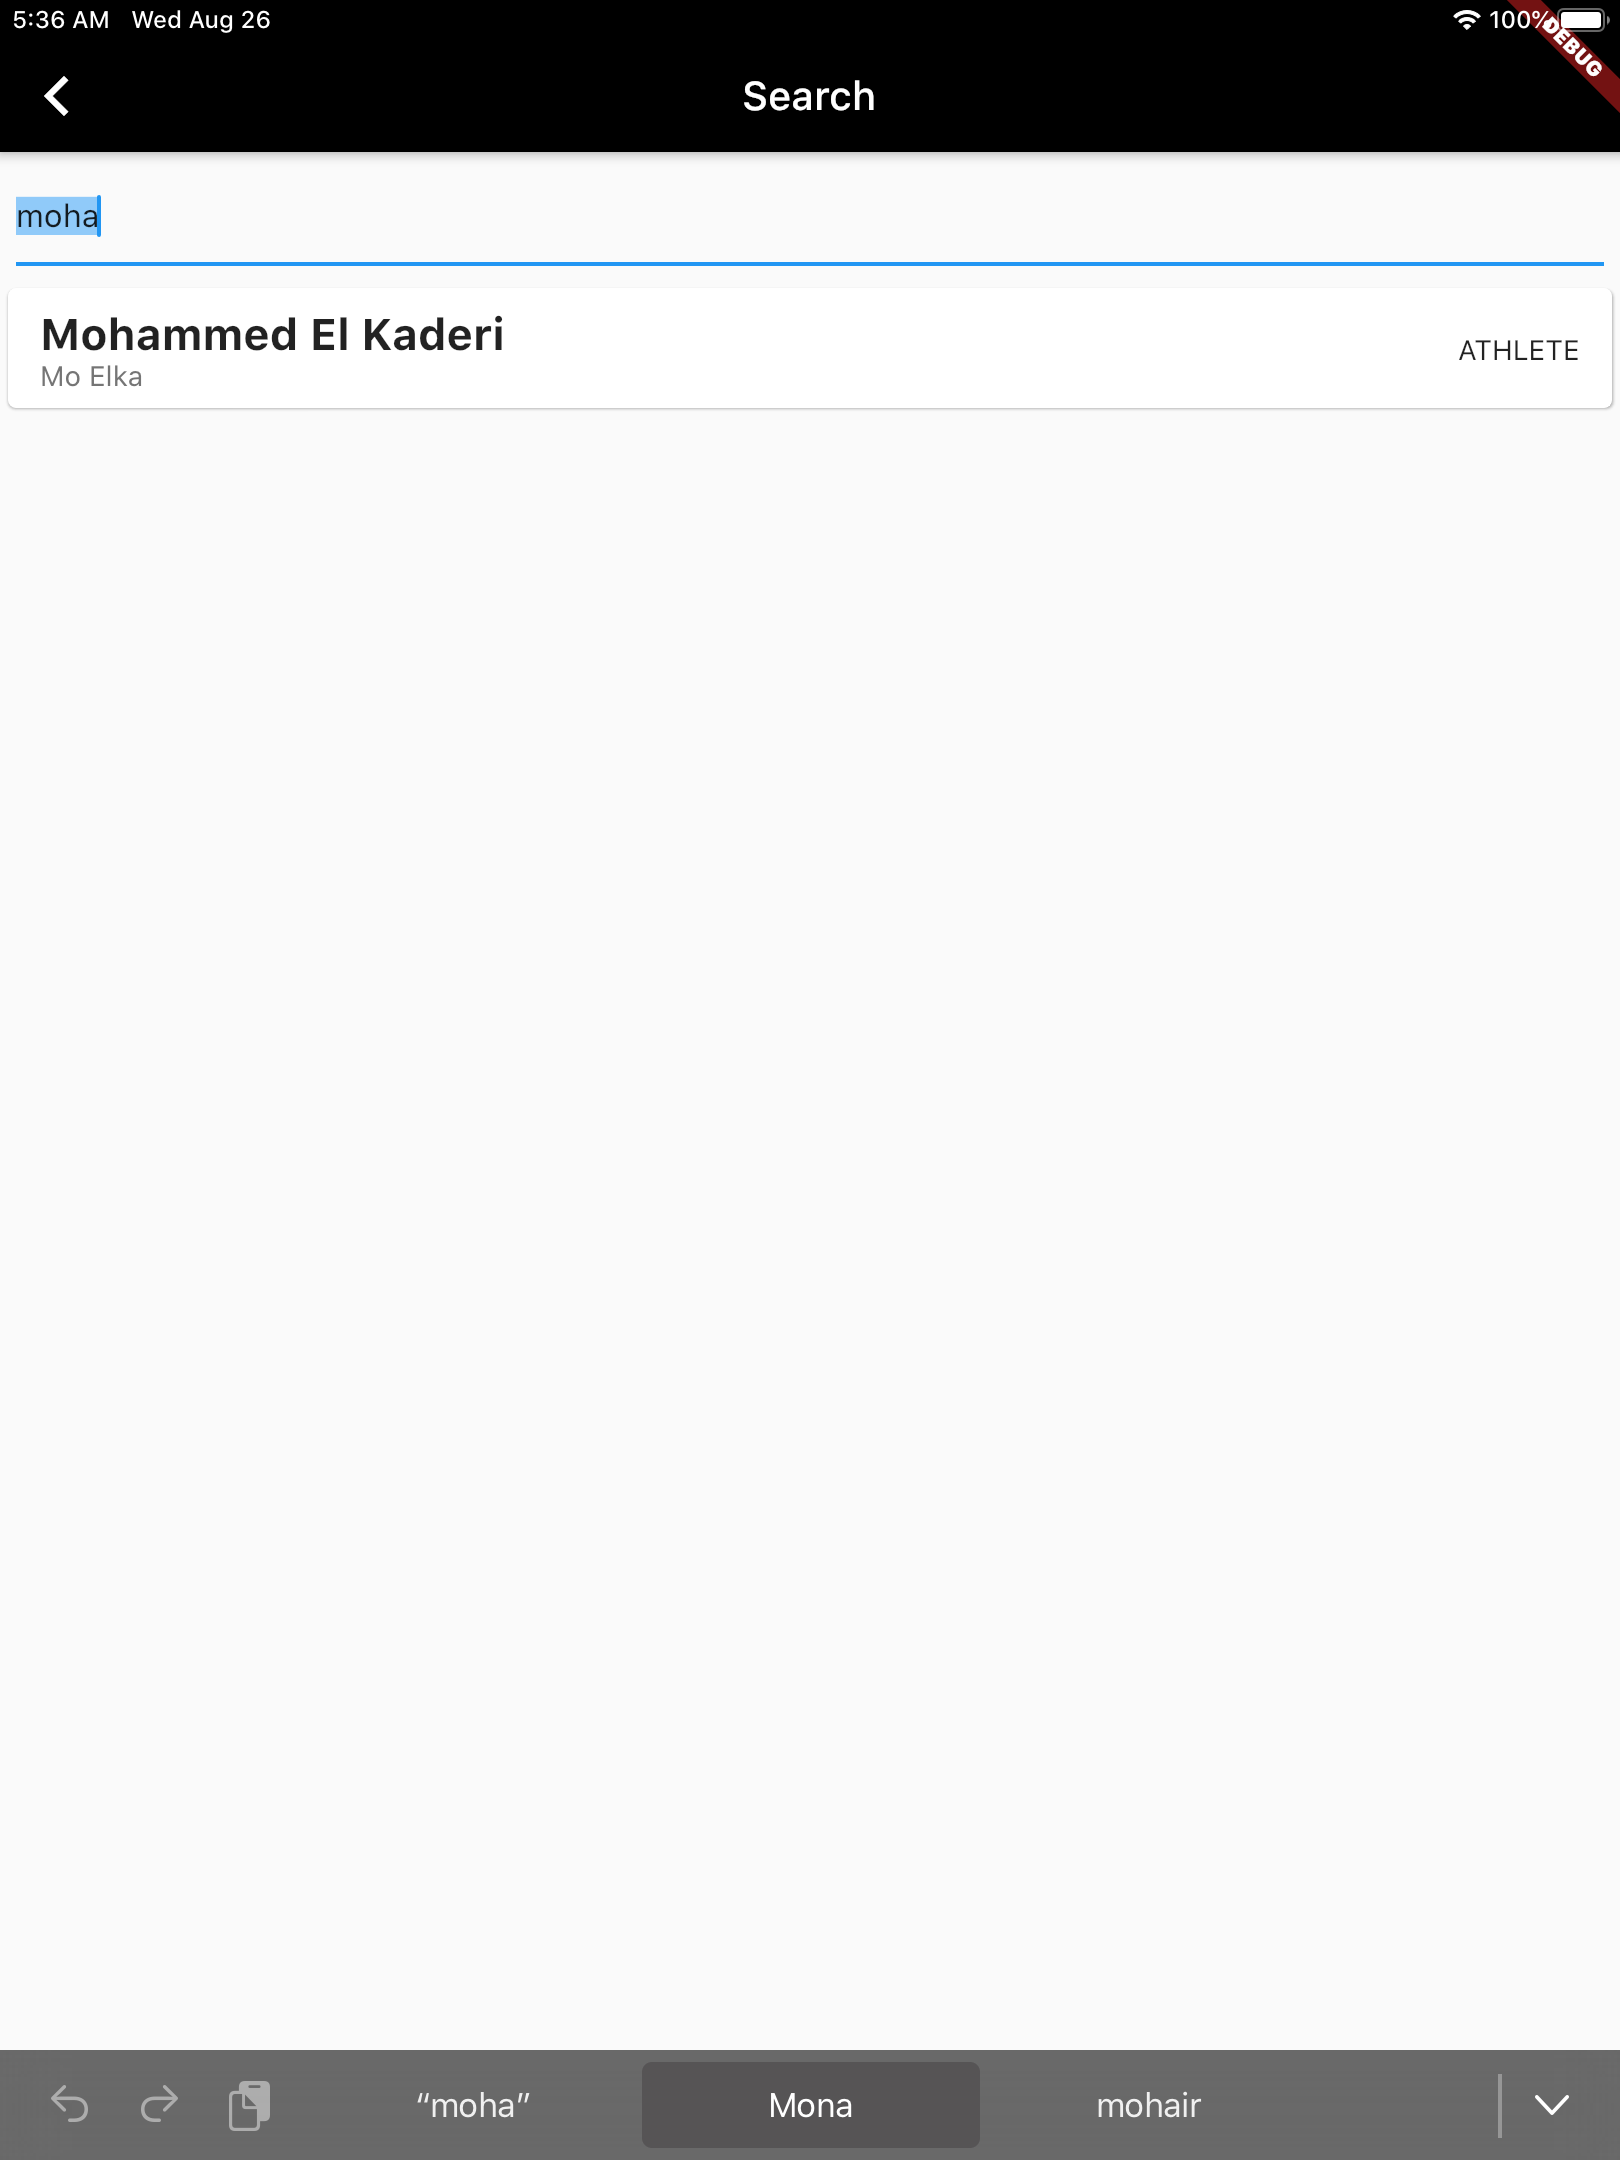 5:36 AM Wed Aug 26
100%
DEBUG
Search
moha
Mohammed El Kaderi
Mo Elka
ATHLETE
“moha” Mona mohair